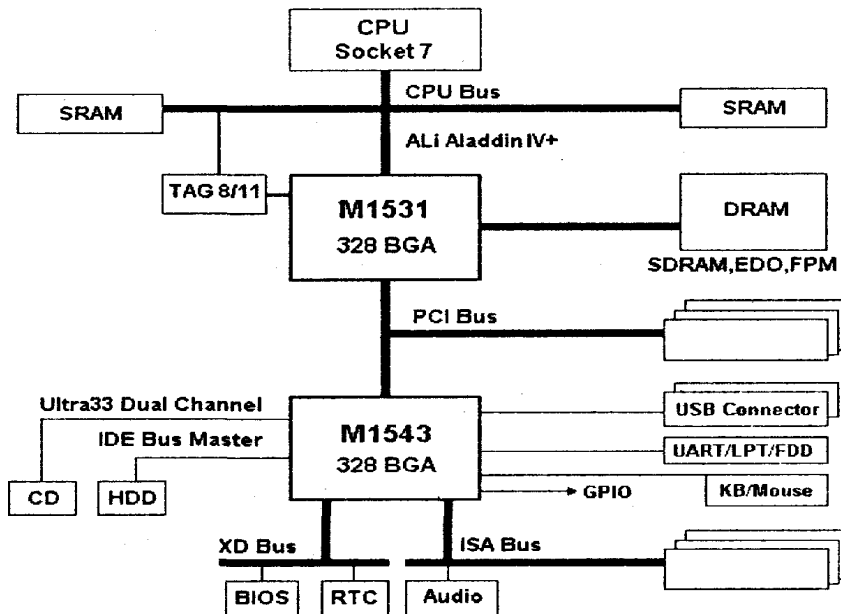 CPU
Socket 7
CPU Bus
SRAM
SRAM
ALi Aladdin IV+
TAG 8/11
M1531
328 BGA
DRAM
SDRAM,EDO,FPM
PCI Bus
Ultra33 Dual Channel
USB Connector
M1543
IDE Bus Master
328 BGA
UART/LPT/FDD
CD
HDD
GPIO
KB/Mouse
XD Bus
ISA Bus
BIOS
RTC
Audio